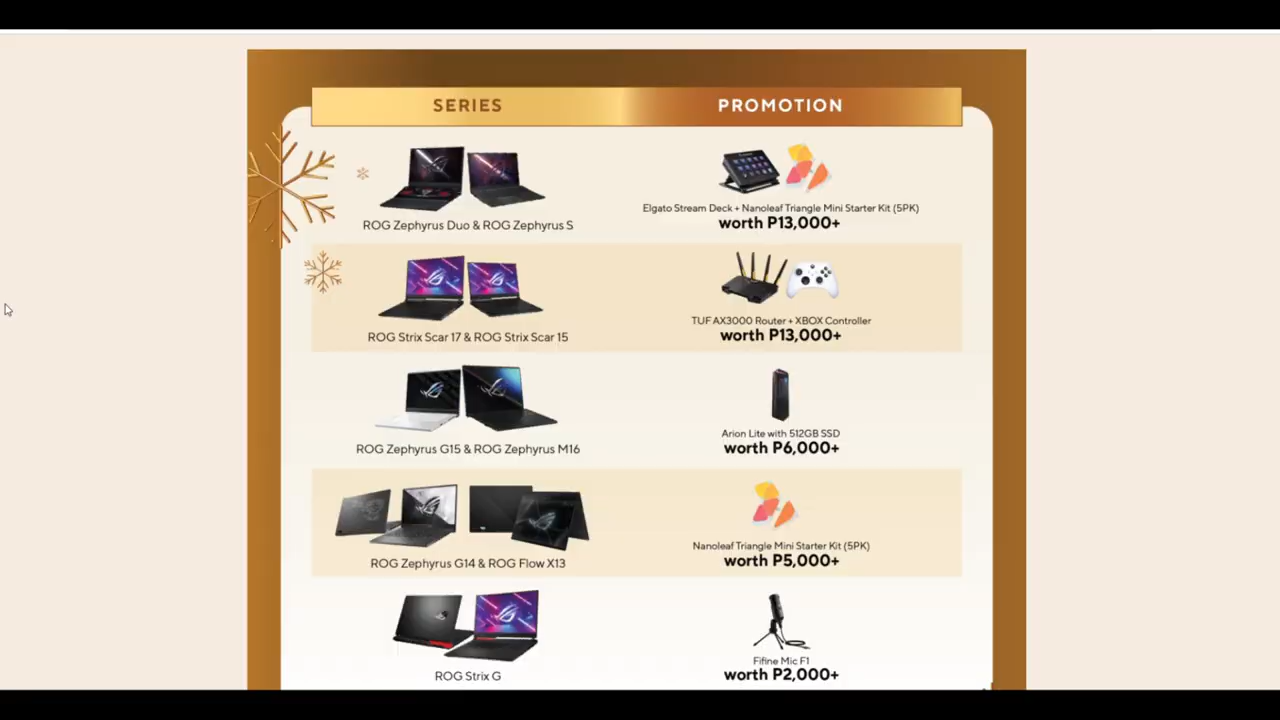 SERIES
PROMOTION
ROG Zephyrus Duo & ROG Zephyrus S
Elgato Stream Deck + Nanoleaf Triangle Mini Starter Kit (5PK)
worth P13,000+
ROG Strix Scar 17 & ROG Strix Scar 15
TUF AX3000 Router + XBOX Controller
worth P13,000+
ROG Zephyrus G15 & ROG Zephyrus M16
Arion Lite with 512GB SSD
worth P6,000+
ROG Zephyrus G14 & ROG Flow X13
Nanoleaf Triangle Mini Starter Kit (5PK)
worth P5,000+
ROG Strix G
Fifine Mic F1
worth P2,000+